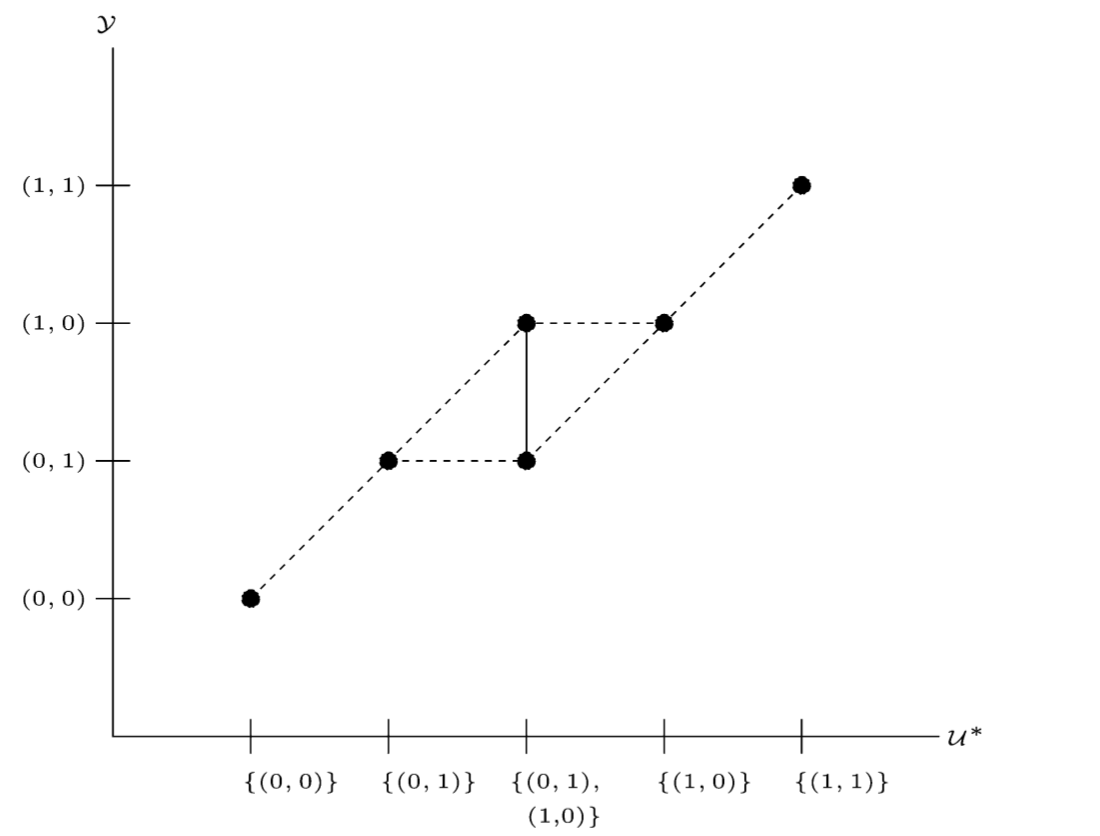 𝒴
(1, 1)
(1, 0)
(0, 1)
(0, 0)
𝒰*
{(0, 0)} {(0, 1)} {(0, 1), {(1, 0)} {(1, 1)}
(1,0)}